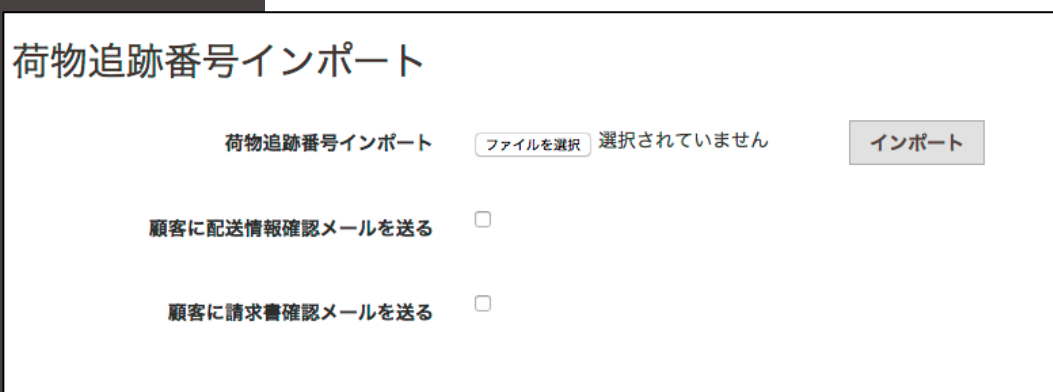 荷物追跡番号インポート
荷物追跡番号インポート ファイルを選択 選択されていません インポート
顧客に配送情報確認メールを送る
顧客に請求書確認メールを送る